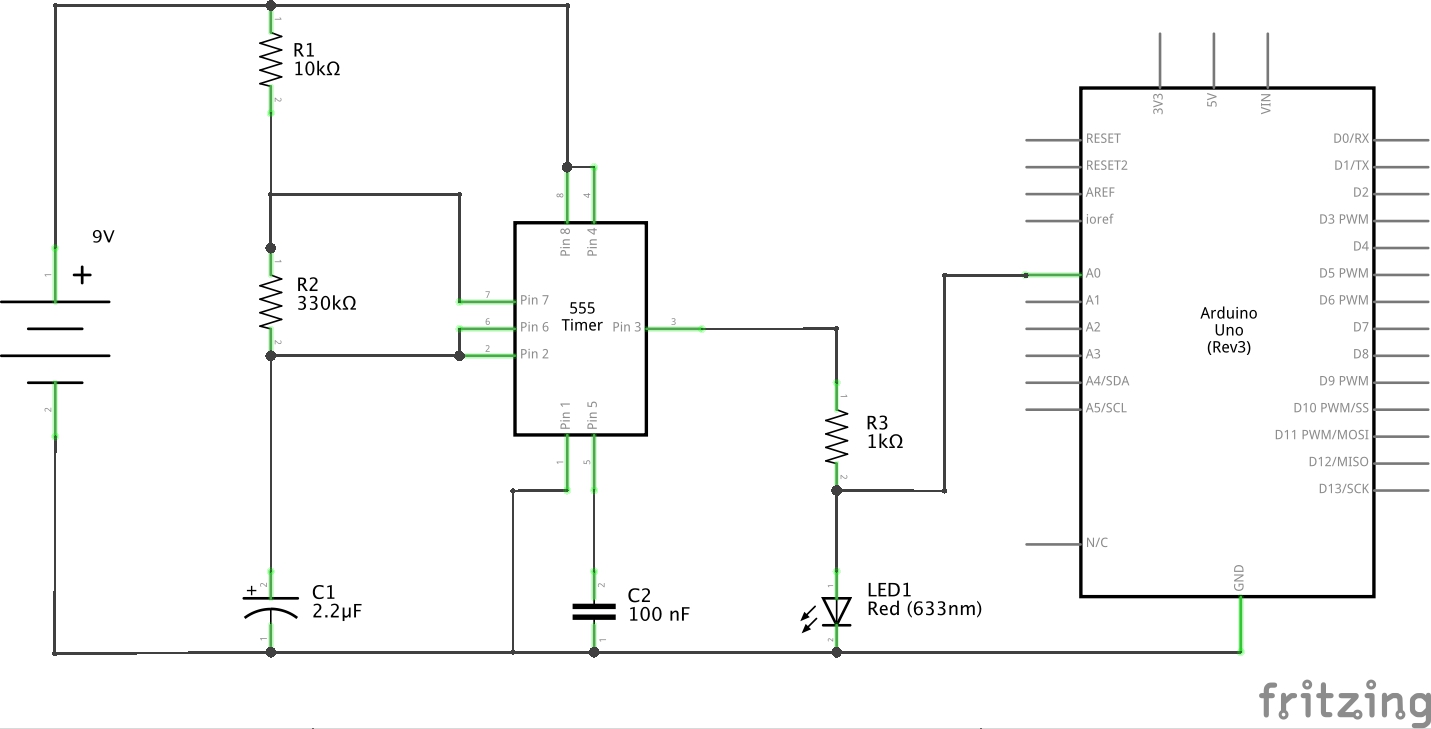 1
R1
10kΩ
2
3V3
5V
VIN
RESET
D0/RX
RESET2
D1/TX
8
4
AREF
D2
ioref
D3 PWM
9V
Pin 8
Pin 4
D4
1
+
1
A0
D5 PWM
R2
330kΩ
7
Pin 7
A1
D6 PWM
555
Timer
6
Pin 6
Pin 3
3
Arduino
Uno
(Rev3)
A2
D7
2
2
Pin 2
A3
D8
A4/SDA
D9 PWM
2
Pin 1
Pin 5
1
A5/SCL
D10 PWM/SS
R3
1kΩ
D11 PWM/MOSI
1
5
2
D12/MISO
D13/SCK
N/C
GND
+
2
C1
2.2µF
2
C2
100 nF
1
LED1
Red (633nm)
1
1
2
fritzing